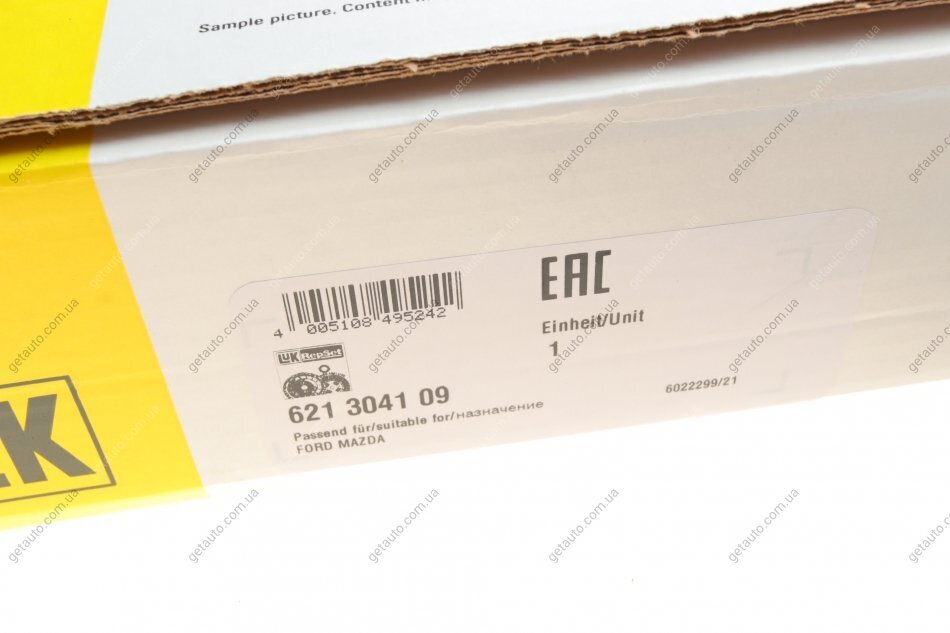 Sample picture. Content
EAC
4 005108 495242
Einheit/Unit
1
LuK RepSet
621 3041 09
6022299/21
Passend für/suitable for/назначение
FORD MAZDA
getauto.com.ua